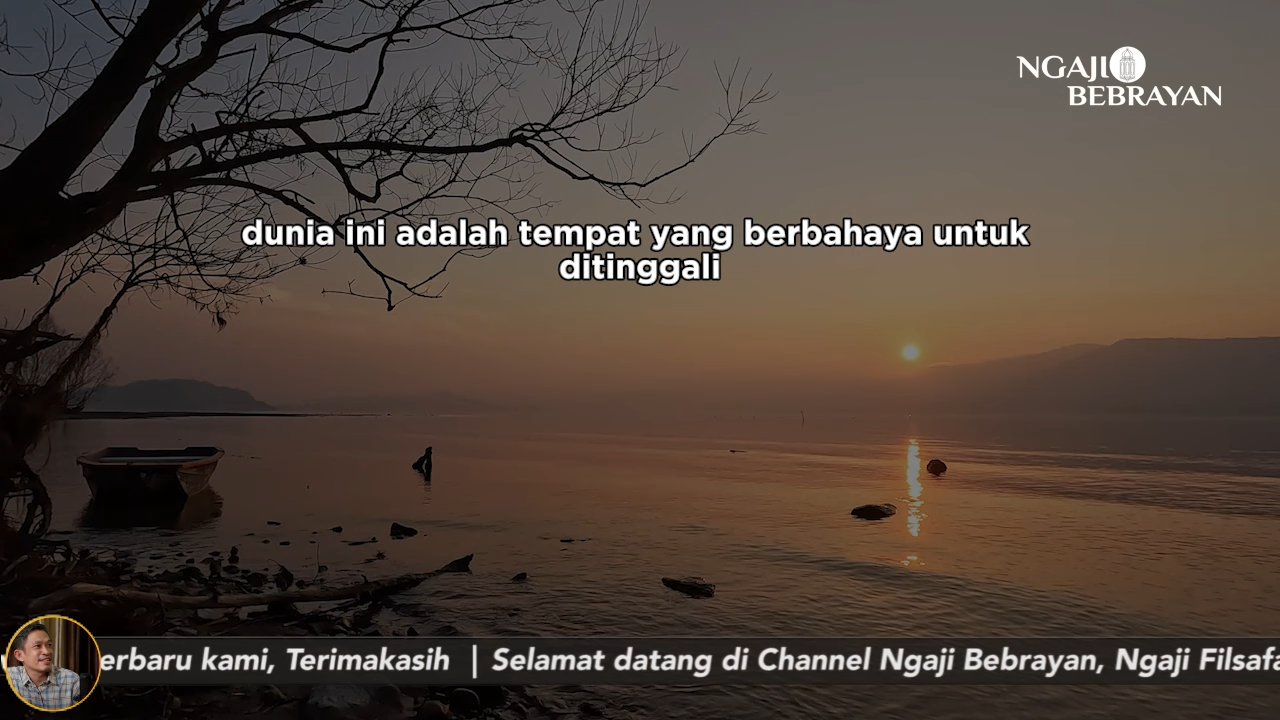 NGAJI
BEBRAYAN
dunia ini adalah tempat yang berbahaya untuk
ditinggali
erbaru kami, Terimakasih | Selamat datang di Channel Ngaji Bebrayan, Ngaji Filsafa